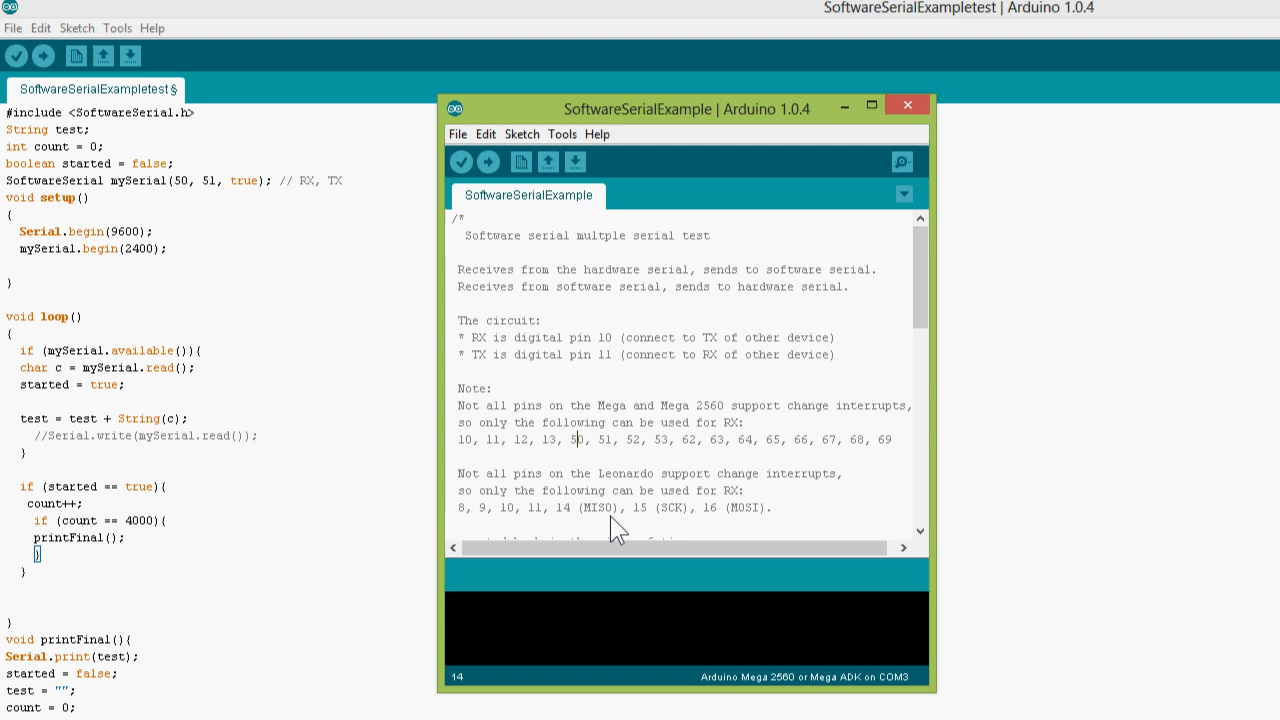 SoftwareSerialExampletest | Arduino 1.0.4
File Edit Sketch Tools Help
SoftwareSerialExampletest §
#include <SoftwareSerial.h>
String test;
int count = 0;
boolean started = false;
SoftwareSerial mySerial(50, 51, true); // RX, TX
void setup()
{
Serial.begin(9600);
mySerial.begin(2400);
}
void loop()
{
if (mySerial.available()){
char c = mySerial.read();
started = true;
test = test + String(c);
//Serial.write(mySerial.read());
}
if (started == true){
count++;
if (count == 4000){
printFinal();
}
}
}
void printFinal(){
Serial.print(test);
started = false;
test = "";
count = 0;
SoftwareSerialExample | Arduino 1.0.4
File Edit Sketch Tools Help
SoftwareSerialExample
/*
Software serial multple serial test
Receives from the hardware serial, sends to software serial.
Receives from software serial, sends to hardware serial.
The circuit:
* RX is digital pin 10 (connect to TX of other device)
* TX is digital pin 11 (connect to RX of other device)
Note:
Not all pins on the Mega and Mega 2560 support change interrupts,
so only the following can be used for RX:
10, 11, 12, 13, 50, 51, 52, 53, 62, 63, 64, 65, 66, 67, 68, 69
Not all pins on the Leonardo support change interrupts,
so only the following can be used for RX:
8, 9, 10, 11, 14 (MISO), 15 (SCK), 16 (MOSI).
14
Arduino Mega 2560 or Mega ADK on COM3